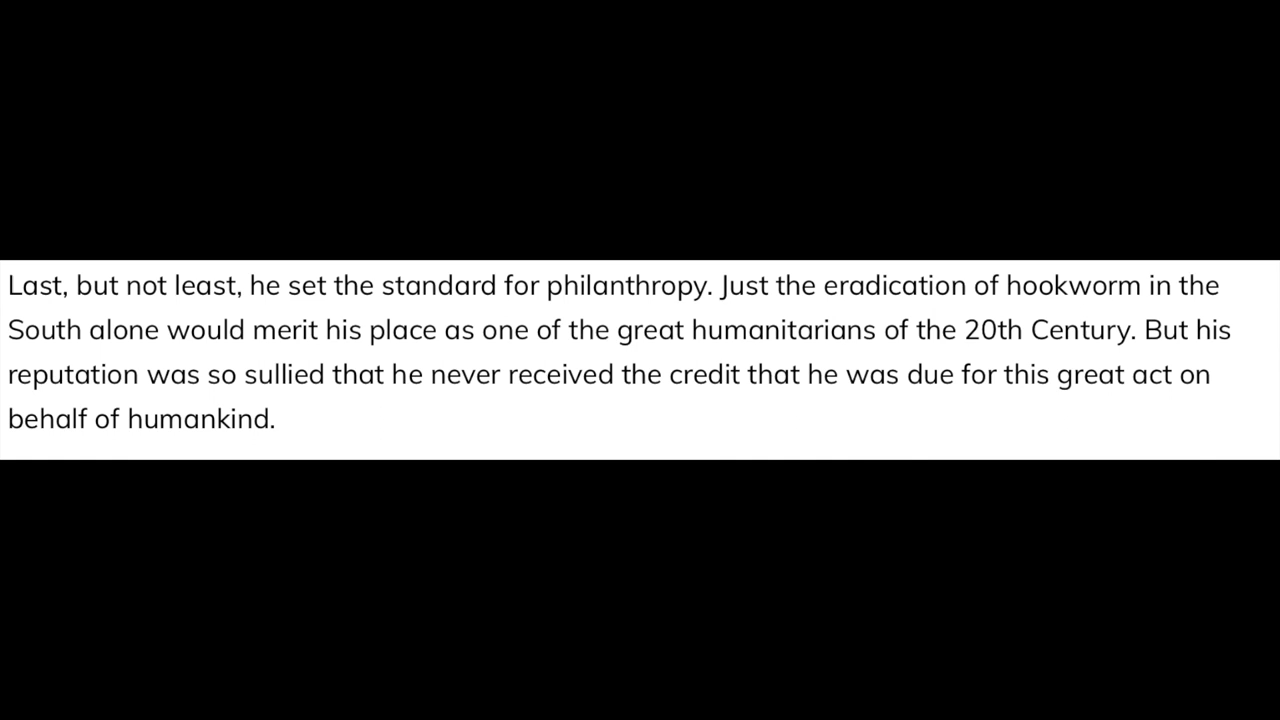 Last, but not least, he set the standard for philanthropy. Just the eradication of hookworm in the
South alone would merit his place as one of the great humanitarians of the 20th Century. But his
reputation was so sullied that he never received the credit that he was due for this great act on
behalf of humankind.